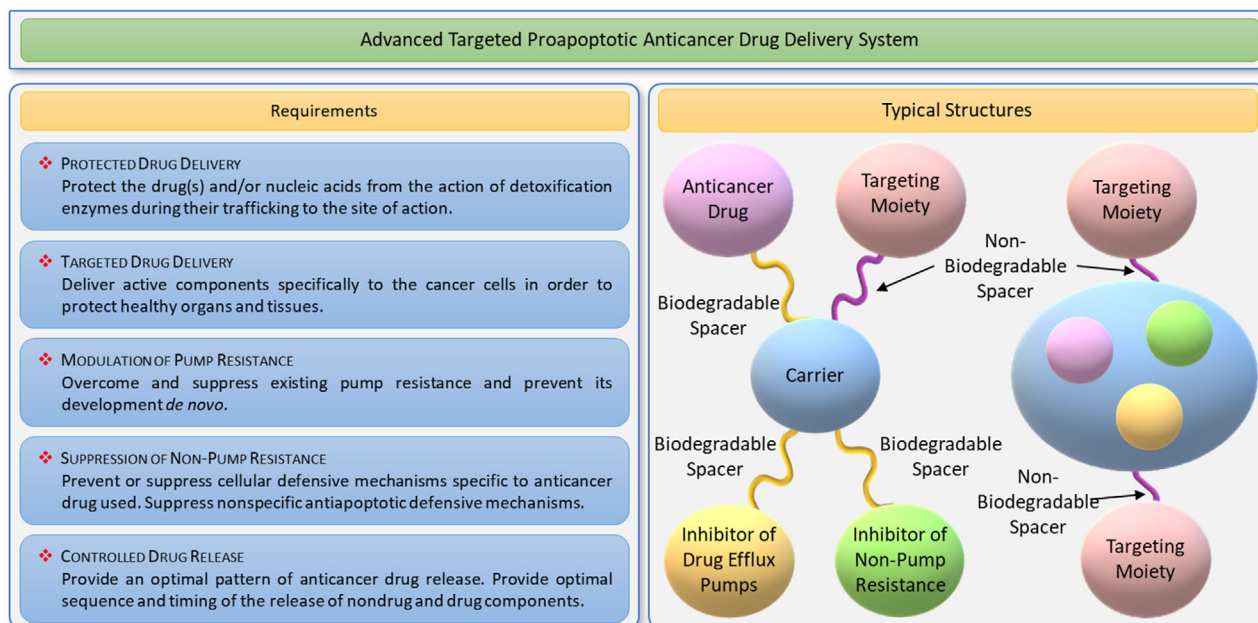 Advanced Targeted Proapoptotic Anticancer Drug Delivery System
Requirements
❖ PROTECTED DRUG DELIVERY
Protect the drug(s) and/or nucleic acids from the action of detoxification
enzymes during their trafficking to the site of action.
❖ TARGETED DRUG DELIVERY
Deliver active components specifically to the cancer cells in order to
protect healthy organs and tissues.
❖ MODULATION OF PUMP RESISTANCE
Overcome and suppress existing pump resistance and prevent its
development de novo.
❖ SUPPRESSION OF NON-PUMP RESISTANCE
Prevent or suppress cellular defensive mechanisms specific to anticancer
drug used. Suppress nonspecific antiapoptotic defensive mechanisms.
❖ CONTROLLED DRUG RELEASE
Provide an optimal pattern of anticancer drug release. Provide optimal
sequence and timing of the release of nondrug and drug components.
Typical Structures
Anticancer
Drug
Targeting
Moiety
Targeting
Moiety
Non-
Biodegradable
Spacer
Biodegradable
Spacer
Carrier
Biodegradable
Spacer
Biodegradable
Spacer
Non-
Biodegradable
Spacer
Inhibitor of
Drug Efflux
Pumps
Inhibitor of
Non-Pump
Resistance
Targeting
Moiety